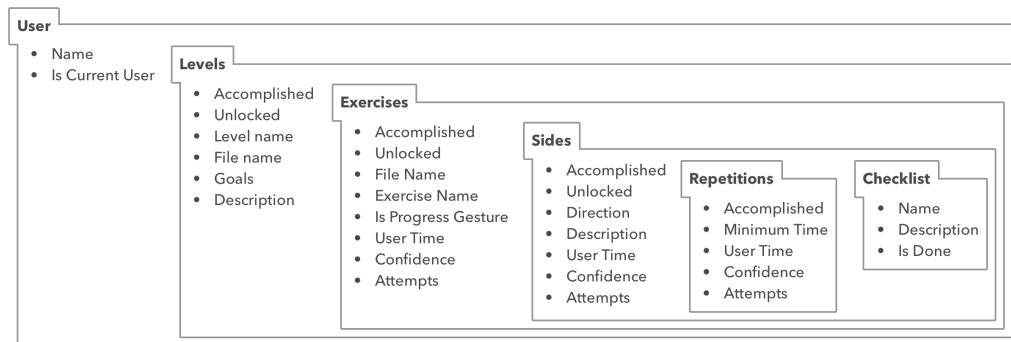 User
• Name
• Is Current User
Levels
• Accomplished
• Unlocked
• Level name
• File name
• Goals
• Description
Exercises
• Accomplished
• Unlocked
• File Name
• Exercise Name
• Is Progress Gesture
• User Time
• Confidence
• Attempts
Sides
• Accomplished
• Unlocked
• Direction
• Description
• User Time
• Confidence
• Attempts
Repetitions
• Accomplished
• Minimum Time
• User Time
• Confidence
• Attempts
Checklist
• Name
• Description
• Is Done